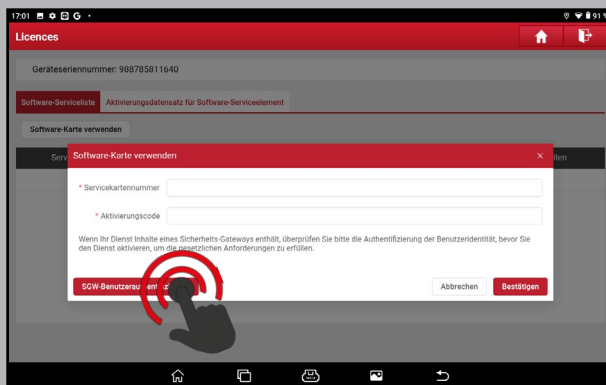 17:01
91 %
Licences
Geräteseriennummer: 988785811640
Software-Serviceliste
Aktivierungsdatensatz für Software-Serviceelement
Software-Karte verwenden
Software-Karte verwenden
* Servicekartennummer
* Aktivierungscode
Wenn Ihr Dienst Inhalte eines Sicherheits-Gateways enthält, überprüfen Sie bitte die Authentifizierung der Benutzeridentität, bevor Sie
den Dienst aktivieren, um die gesetzlichen Anforderungen zu erfüllen.
Abbrechen
Bestätigen